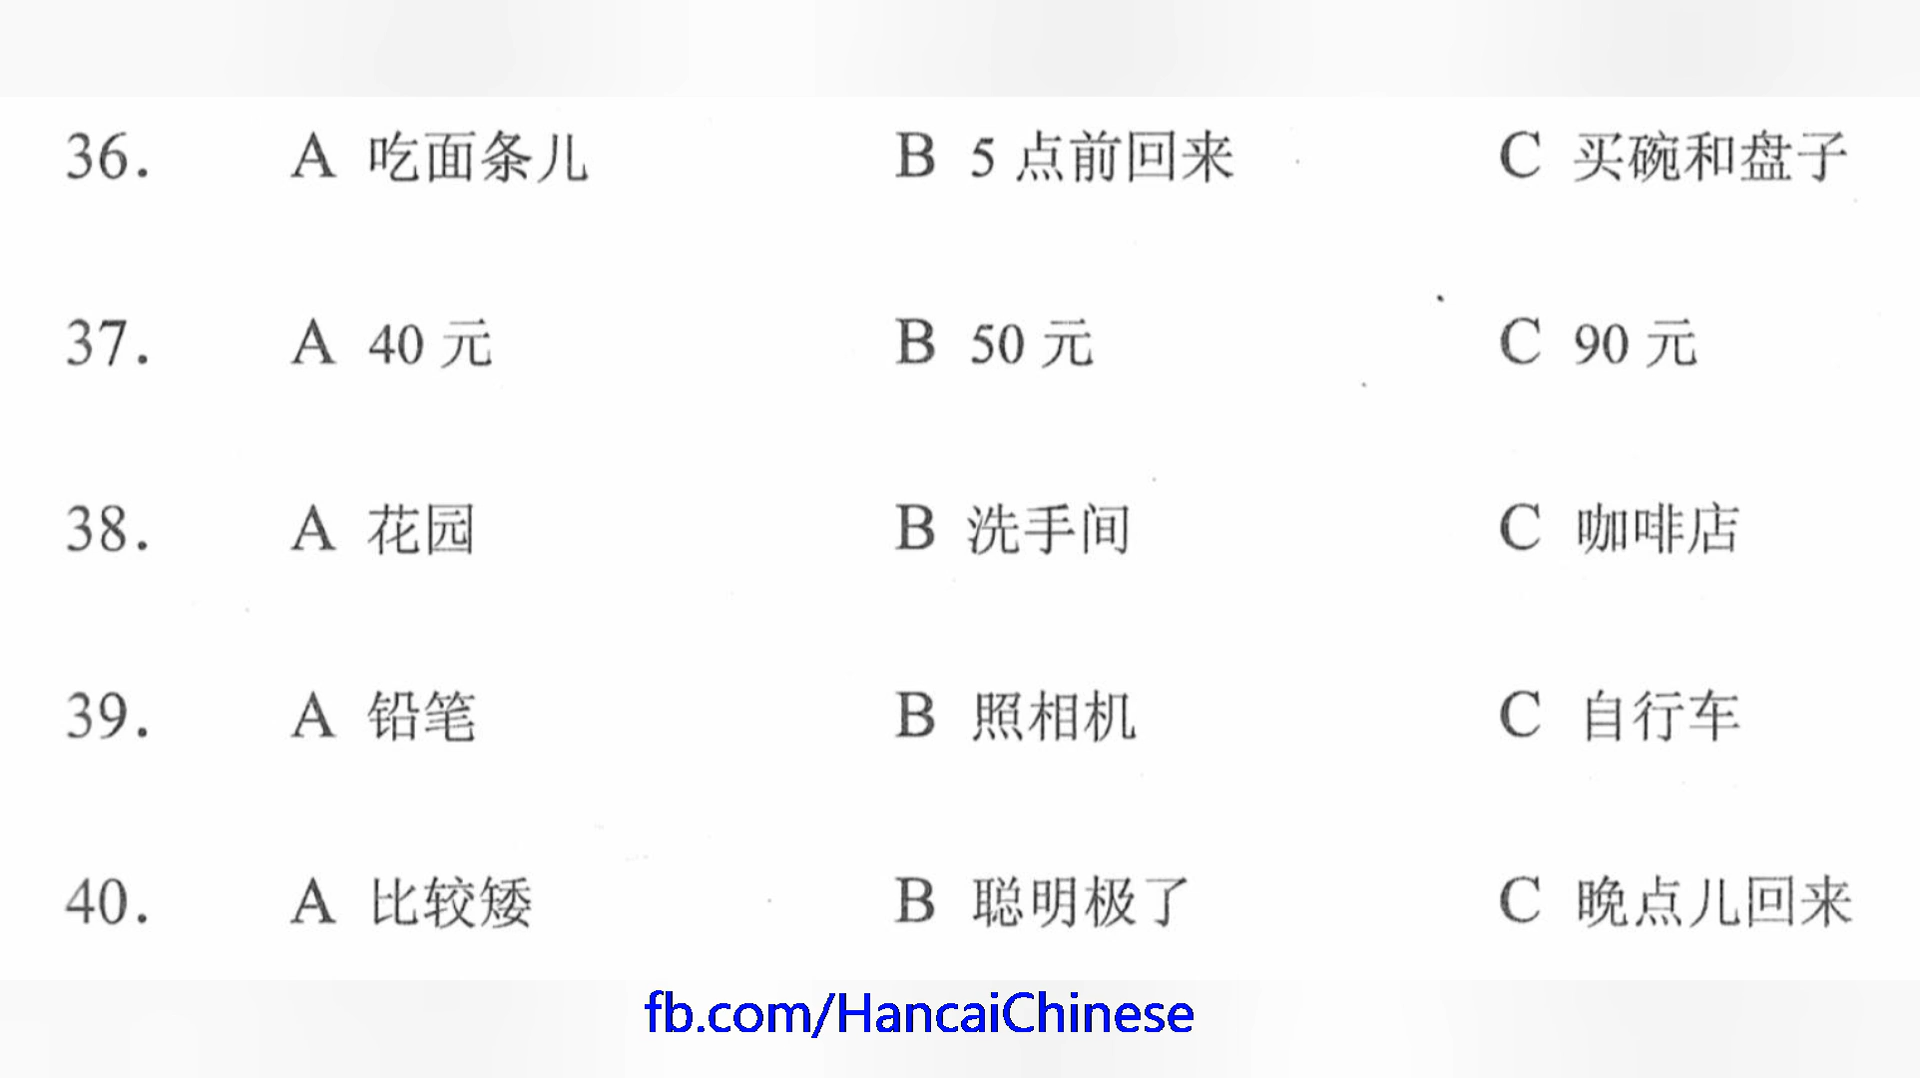 36. A 吃面条儿 B 5 点前回来 C 买碗和盘子
37. A 40 元 B 50 元 C 90 元
38. A 花园 B 洗手间 C 咖啡店
39. A 铅笔 B 照相机 C 自行车
40. A 比较矮 B 聪明极了 C 晚点儿回来
fb.com/HancaiChinese